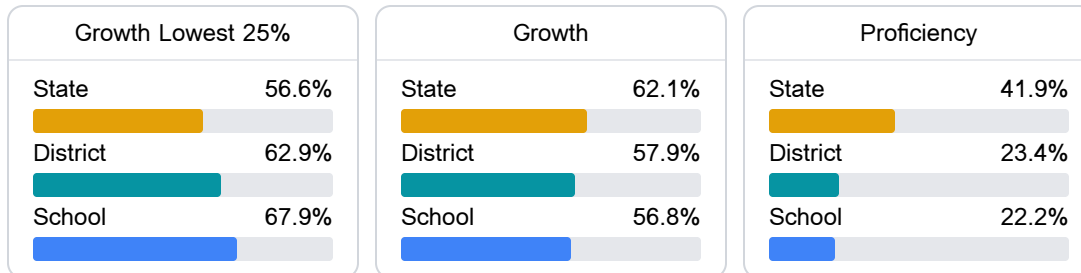 Growth Lowest 25%
State 56.6%
District 62.9%
School 67.9%
Growth
State 62.1%
District 57.9%
School 56.8%
Proficiency
State 41.9%
District 23.4%
School 22.2%